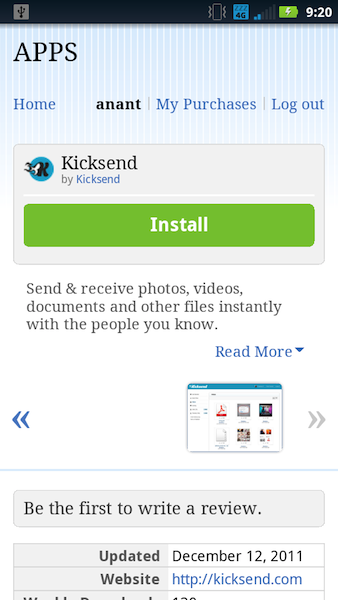 4G 9:20
APPS
Home anant My Purchases Log out
Kicksend
by Kicksend
Install
Send & receive photos, videos,
documents and other files instantly
with the people you know.
Read More
« »
Kicksend
Be the first to write a review.
Updated December 12, 2011
Website http://kicksend.com